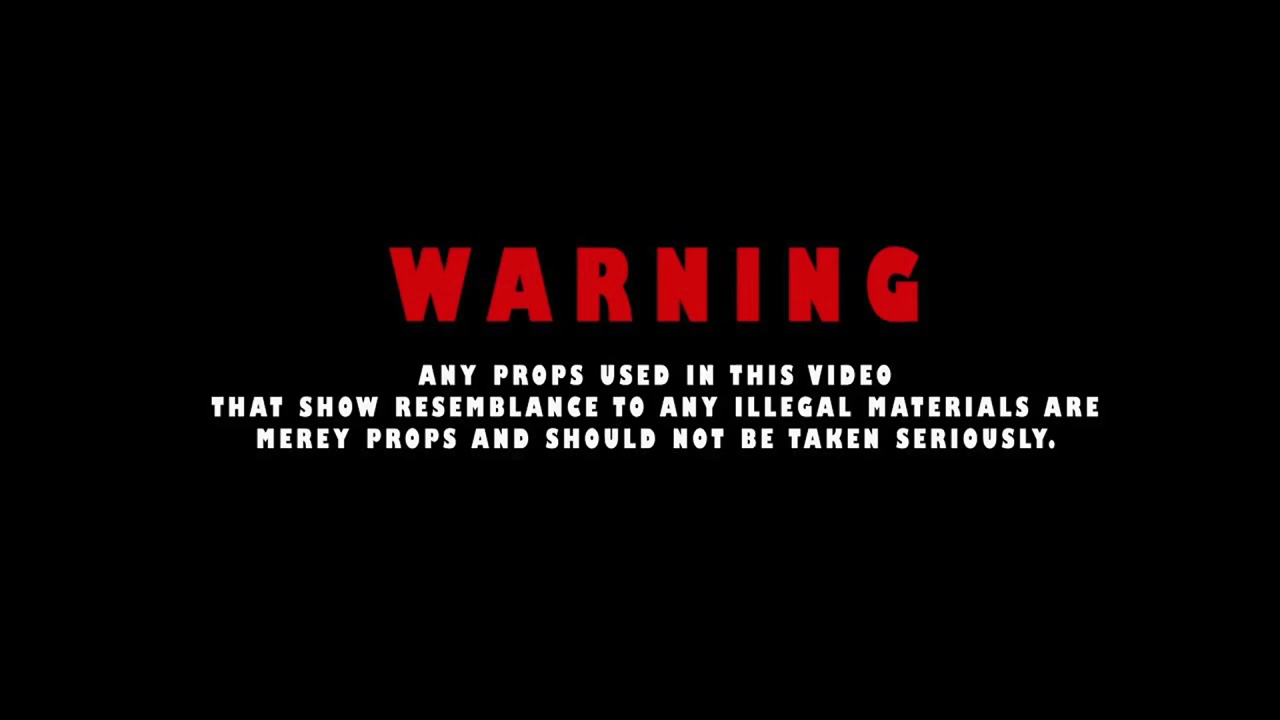 WARNING
ANY PROPS USED IN THIS VIDEO
THAT SHOW RESEMBLANCE TO ANY ILLEGAL MATERIALS ARE
MEREY PROPS AND SHOULD NOT BE TAKEN SERIOUSLY.